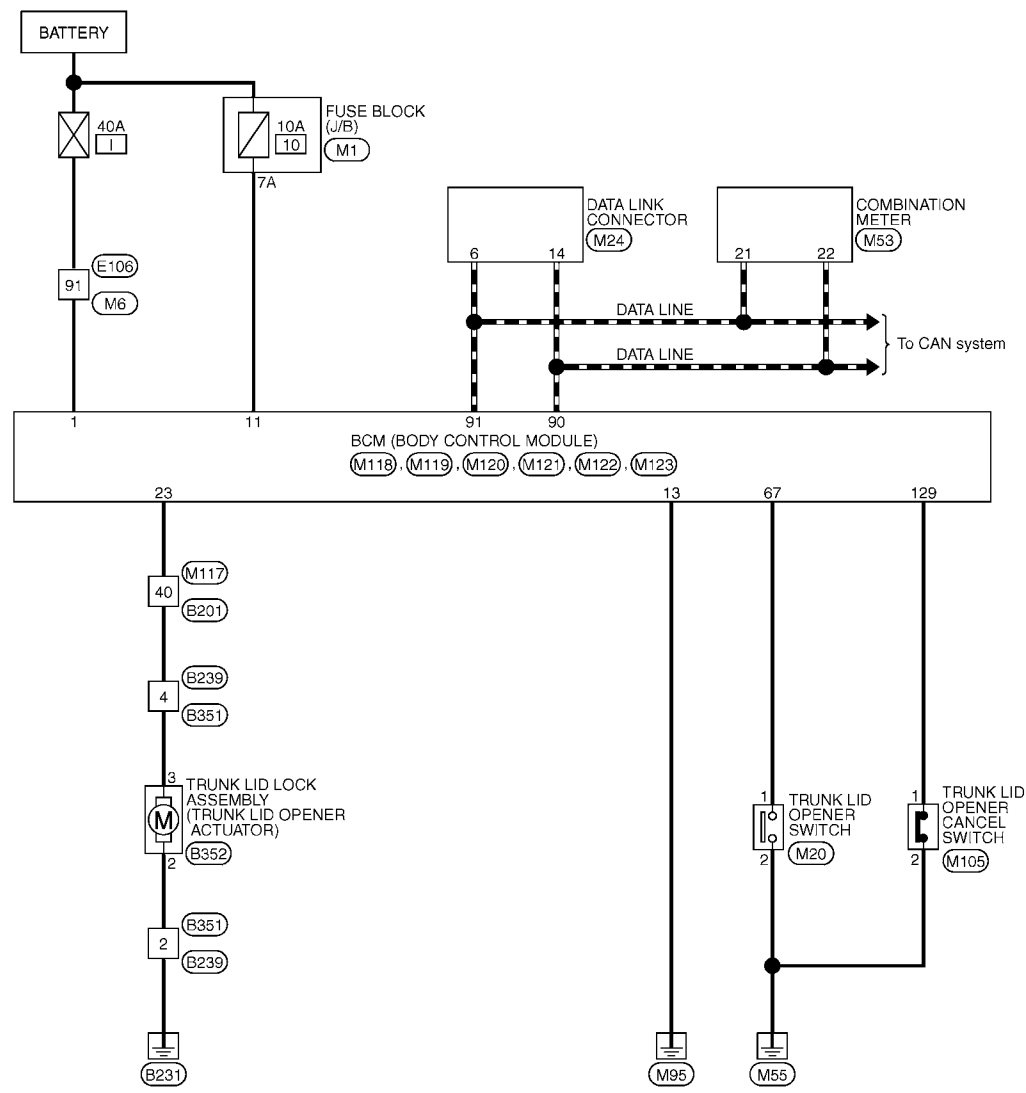 BATTERY
40A
I
10A
10
FUSE BLOCK
(J/B)
M1
7A
DATA LINK
CONNECTOR
M24
6
14
COMBINATION
METER
M53
21
22
91
E106
M6
DATA LINE
DATA LINE
To CAN system
1
11
91
90
BCM (BODY CONTROL MODULE)
M118 , M119 , M120 , M121 , M122 , M123
23
13
67
129
40
M117
B201
4
B239
B351
3
TRUNK LID LOCK
ASSEMBLY
(TRUNK LID OPENER
ACTUATOR)
M
B352
2
1
TRUNK LID
OPENER
SWITCH
M20
2
1
TRUNK LID
OPENER
CANCEL
SWITCH
M105
2
2
B351
B239
B231
M95
M55